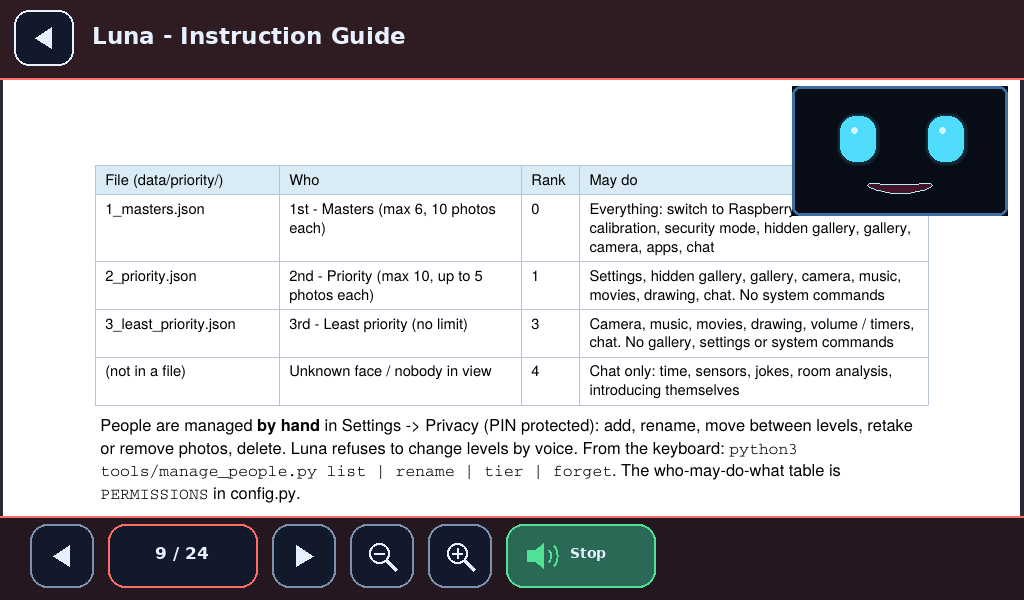 Luna - Instruction Guide
File (data/priority/) Who Rank May do
1_masters.json 1st - Masters (max 6, 10 photos each) 0 Everything: switch to Raspberry
calibration, security mode, hidden gallery, gallery,
camera, apps, chat
2_priority.json 2nd - Priority (max 10, up to 5 photos each) 1 Settings, hidden gallery, gallery, camera, music,
movies, drawing, chat. No system commands
3_least_priority.json 3rd - Least priority (no limit) 3 Camera, music, movies, drawing, volume / timers,
chat. No gallery, settings or system commands
(not in a file) Unknown face / nobody in view 4 Chat only: time, sensors, jokes, room analysis,
introducing themselves
People are managed by hand in Settings -> Privacy (PIN protected): add, rename, move between levels, retake
or remove photos, delete. Luna refuses to change levels by voice. From the keyboard: python3
tools/manage_people.py list | rename | tier | forget. The who-may-do-what table is
PERMISSIONS in config.py.
9 / 24
Stop